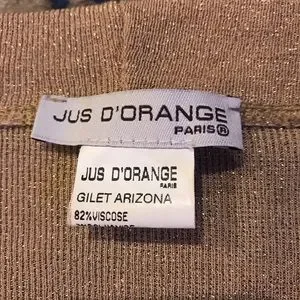 JUS D'ORANGE
PARIS®
JUS D'ORANGE
PARIS
GILET ARIZONA
82%VISCOSE